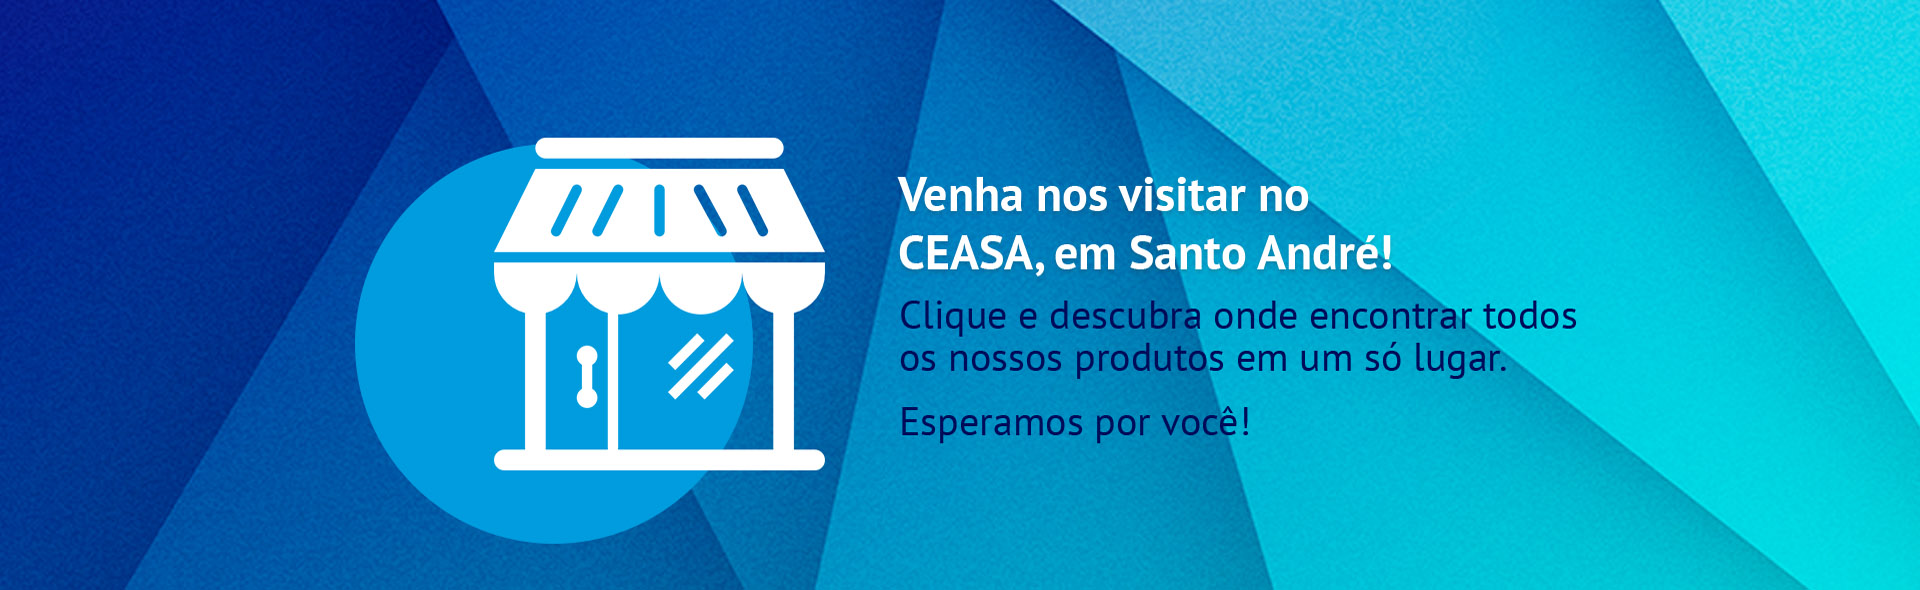 Venha nos visitar no
CEASA, em Santo André!
Clique e descubra onde encontrar todos
os nossos produtos em um só lugar.
Esperamos por você!